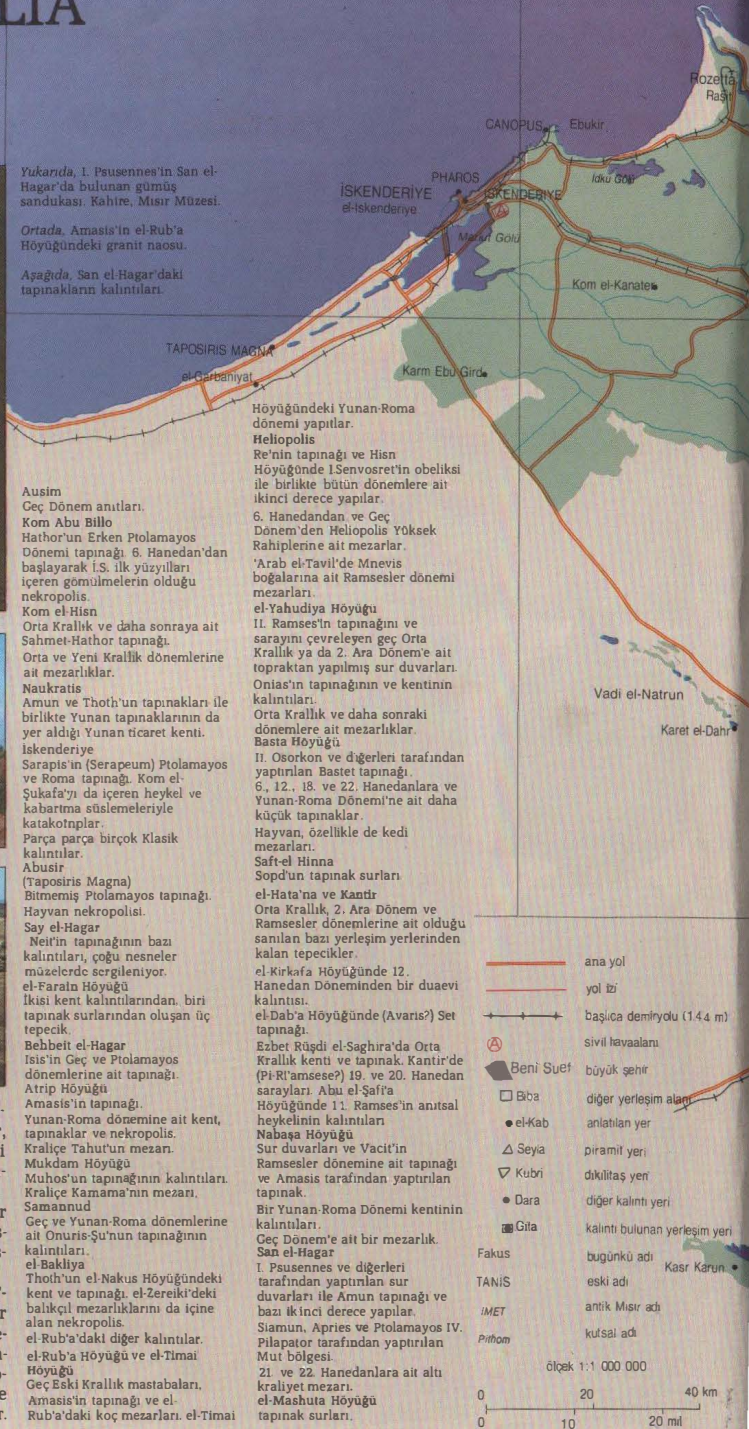 LIA
Yukarıda, I. Psusennes'in San el-
Hagar'da bulunan gümüş
sandukası. Kahire, Mısır Müzesi.
Ortada, Amasis'in el-Rub'a
Höyüğündeki granit naosu.
Aşağıda, San el-Hagar'daki
tapınakların kalıntıları.
Rozetta
Raşit
CANOPUS
Ebukir
PHAROS
İSKENDERİYE
el-İskenderiye
İSKENDERİYE
İdku Gölü
Mariut Gölü
Kom el-Kanater
TAPOSIRIS MAGNA
el-Garbaniyat
Karm Ebu Gird
Vadi el-Natrun
Karet el-Dahr
Ausim
Geç Dönem anıtları.
Kom Abu Billo
Hathor'un Erken Ptolamayos
Dönemi tapınağı. 6. Hanedan'dan
başlayarak İ.S. ilk yüzyılları
içeren gömülmelerin olduğu
nekropolis.
Kom el-Hisn
Orta Krallık ve daha sonraya ait
Sahmet-Hathor tapınağı.
Orta ve Yeni Krallık dönemlerine
ait mezarlıklar.
Naukratis
Amun ve Thoth'un tapınakları ile
birlikte Yunan tapınaklarının da
yer aldığı Yunan ticaret kenti.
İskenderiye
Sarapis'in (Serapeum) Ptolamayos
ve Roma tapınağı. Kom el-
Şukafa'yı da içeren heykel ve
kabartma süslemeleriyle
katakomplar.
Parça parça birçok Klasik
kalıntılar.
Abusir
(Taposiris Magna)
Bitmemiş Ptolamayos tapınağı.
Hayvan nekropolisi.
Say el-Hagar
Neit'in tapınağının bazı
kalıntıları, çoğu nesneler
müzelerde sergileniyor.
el-Farain Höyüğü
İkisi kent kalıntılarından, biri
tapınak surlarından oluşan üç
tepecik.
Behbeit el-Hagar
Isis'in Geç ve Ptolamayos
dönemlerine ait tapınağı.
Atrip Höyüğü
Amasis'in tapınağı.
Yunan-Roma dönemine ait kent,
tapınaklar ve nekropolis.
Kraliçe Tahut'un mezarı.
Mukdam Höyüğü
Muhos'un tapınağının kalıntıları.
Kraliçe Kamama'nın mezarı.
Samannud
Geç ve Yunan-Roma dönemlerine
ait Onuris-Şu'nun tapınağının
kalıntıları.
el-Bakliya
Thoth'un el-Nakus Höyüğündeki
kent ve tapınağı. el-Zereiki'deki
balıkçıl mezarlıklarını da içine
alan nekropolis.
el-Rub'a'daki diğer kalıntılar.
el-Rub'a Höyüğü ve el-Timai
Höyüğü
Geç Eski Krallık mastabaları,
Amasis'in tapınağı ve el-
Rub'a'daki koç mezarları. el-Timai
Höyüğündeki Yunan-Roma
dönemi yapıtlar.
Heliopolis
Re'nin tapınağı ve Hisn
Höyüğünde I.Senvosret'in obeliksi
ile birlikte bütün dönemlere ait
ikinci derece yapılar.
6. Hanedandan ve Geç
Dönem'den Heliopolis Yüksek
Rahiplerine ait mezarlar.
'Arab el-Tavil'de Mnevis
boğalarına ait Ramsesler dönemi
mezarları.
el-Yahudiya Höyüğü
II. Ramses'in tapınağını ve
sarayını çevreleyen geç Orta
Krallık ya da 2. Ara Dönem'e ait
topraktan yapılmış sur duvarları.
Onias'ın tapınağının ve kentinin
kalıntıları.
Orta Krallık ve daha sonraki
dönemlere ait mezarlıklar.
Basta Höyüğü
II. Osorkon ve diğerleri tarafından
yaptırılan Bastet tapınağı.
6., 12., 18. ve 22. Hanedanlara ve
Yunan-Roma Dönemi'ne ait daha
küçük tapınaklar.
Hayvan, özellikle de kedi
mezarları.
Saft-el Hinna
Sopd'un tapınak surları
el-Hata'na ve Kantir
Orta Krallık, 2. Ara Dönem ve
Ramsesler dönemlerine ait olduğu
sanılan bazı yerleşim yerlerinden
kalan tepecikler.
el-Kirkafa Höyüğünde 12.
Hanedan Döneminden bir duaevi
kalıntısı.
el-Dab'a Höyüğünde (Avaris?) Set
tapınağı.
Ezbet Rüşdi el-Saghira'da Orta
Krallık kenti ve tapınak. Kantir'de
(Pi-Ri'amsese?) 19. ve 20. Hanedan
sarayları. Abu el-Şafi'a
Höyüğünde 11. Ramses'in anıtsal
heykelinin kalıntıları
Nabaşa Höyüğü
Sur duvarları ve Vacit'in
Ramsesler dönemine ait tapınağı
ve Amasis tarafından yaptırılan
tapınak.
Bir Yunan-Roma Dönemi kentinin
kalıntıları.
Geç Dönem'e ait bir mezarlık.
San el-Hagar
I. Psusennes ve diğerleri
tarafından yaptırılan sur
duvarları ile Amun tapınağı ve
bazı ikinci derece yapılar.
Siamun, Apries ve Ptolamayos IV.
Pilapator tarafından yaptırılan
Mut bölgesi.
21. ve 22. Hanedanlara ait altı
kraliyet mezarı.
el-Mashuta Höyüğü
tapınak surları.
ana yol
yol izi
başlıca demiryolu (1.44 m)
sivil havaalanı
Beni Suef büyük şehir
Biba diğer yerleşim alanı
el-Kab anlatılan yer
Seyia piramit yeri
Kubri dikilitaş yeri
Dara diğer kalıntı yeri
Gita kalıntı bulunan yerleşim yeri
Fakus bugünkü adı
Kasr Karun
TANIS eski adı
IMET antik Mısır adı
Pithom kutsal adı
ölçek 1:1 000 000
0 20 40 km
0 10 20 mil